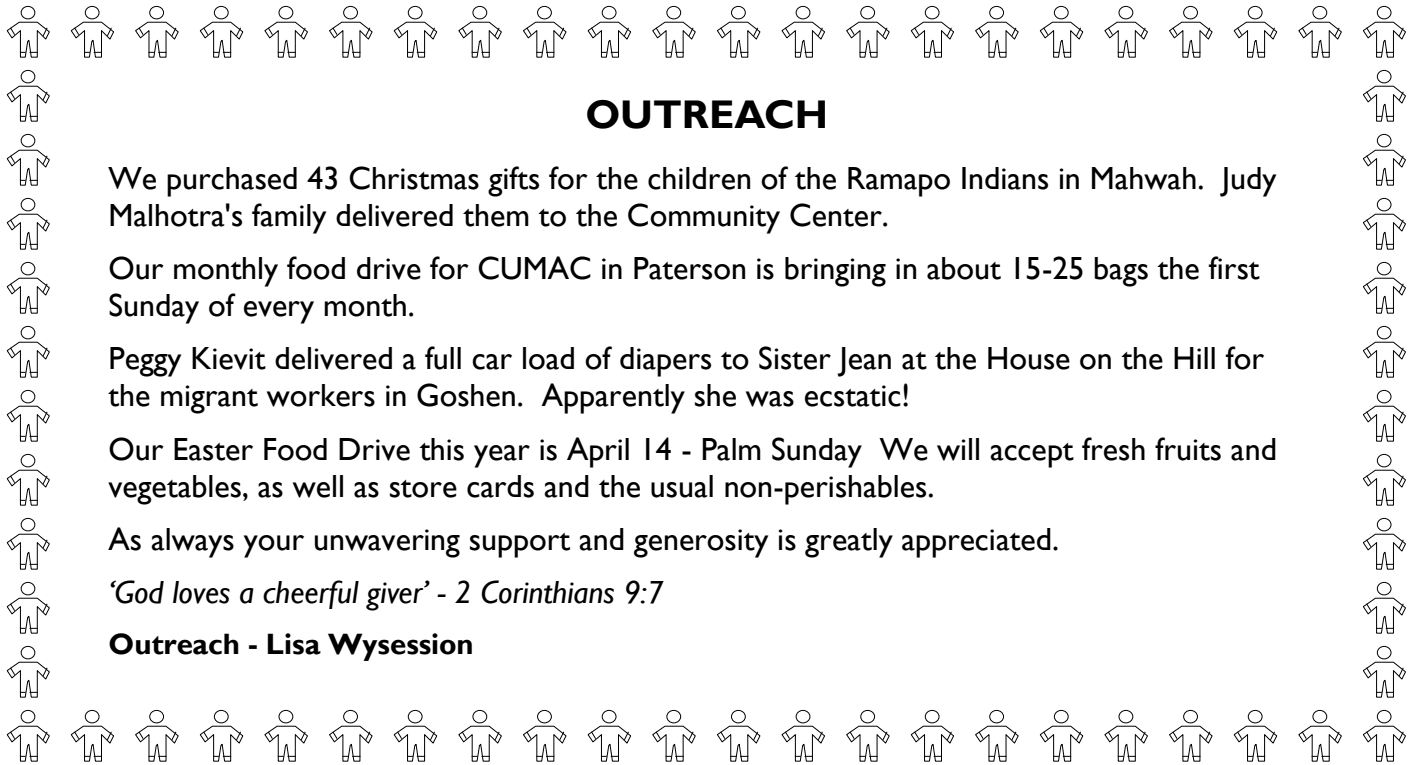 OUTREACH
We purchased 43 Christmas gifts for the children of the Ramapo Indians in Mahwah.  Judy
Malhotra's family delivered them to the Community Center.
Our monthly food drive for CUMAC in Paterson is bringing in about 15-25 bags the first
Sunday of every month.
Peggy Kievit delivered a full car load of diapers to Sister Jean at the House on the Hill for
the migrant workers in Goshen.  Apparently she was ecstatic!
Our Easter Food Drive this year is April 14 - Palm Sunday  We will accept fresh fruits and
vegetables, as well as store cards and the usual non-perishables.
As always your unwavering support and generosity is greatly appreciated.
‘God loves a cheerful giver’ - 2 Corinthians 9:7
Outreach - Lisa Wysession